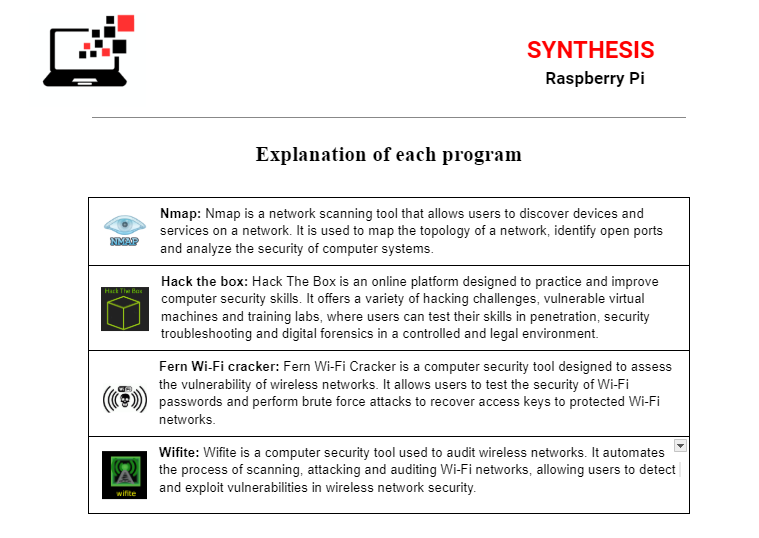 SYNTHESIS
Raspberry Pi
Explanation of each program
NMAP
Nmap: Nmap is a network scanning tool that allows users to discover devices and
services on a network. It is used to map the topology of a network, identify open ports
and analyze the security of computer systems.
Hack The Box
Hack the box: Hack The Box is an online platform designed to practice and improve
computer security skills. It offers a variety of hacking challenges, vulnerable virtual
machines and training labs, where users can test their skills in penetration, security
troubleshooting and digital forensics in a controlled and legal environment.
WiFi
Fern Wi-Fi cracker: Fern Wi-Fi Cracker is a computer security tool designed to assess
the vulnerability of wireless networks. It allows users to test the security of Wi-Fi
passwords and perform brute force attacks to recover access keys to protected Wi-Fi
networks.
wifite
Wifite: Wifite is a computer security tool used to audit wireless networks. It automates
the process of scanning, attacking and auditing Wi-Fi networks, allowing users to detect
and exploit vulnerabilities in wireless network security.